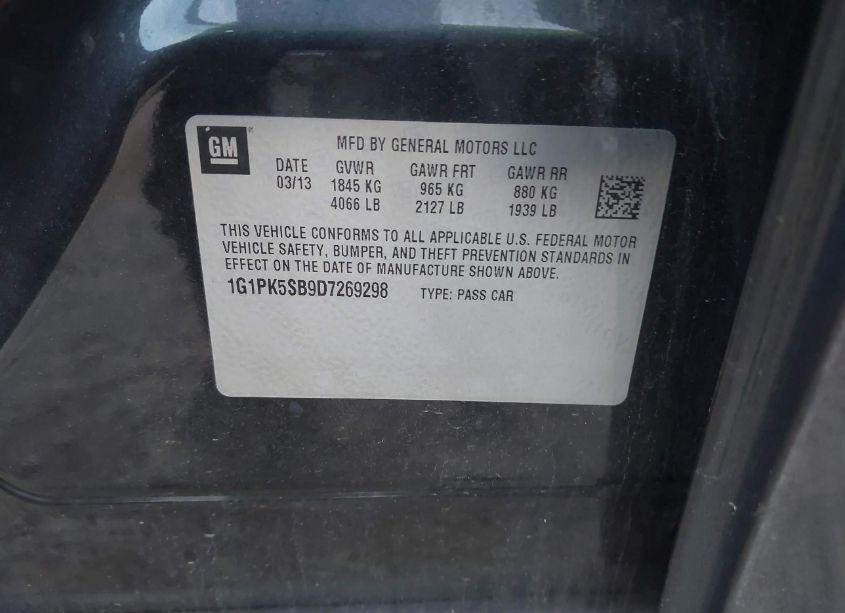 GM
MFD BY GENERAL MOTORS LLC
DATE GVWR GAWR FRT GAWR RR
03/13 1845 KG 965 KG 880 KG
4066 LB 2127 LB 1939 LB
THIS VEHICLE CONFORMS TO ALL APPLICABLE U.S. FEDERAL MOTOR
VEHICLE SAFETY, BUMPER, AND THEFT PREVENTION STANDARDS IN
EFFECT ON THE DATE OF MANUFACTURE SHOWN ABOVE.
1G1PK5SB9D7269298 TYPE: PASS CAR